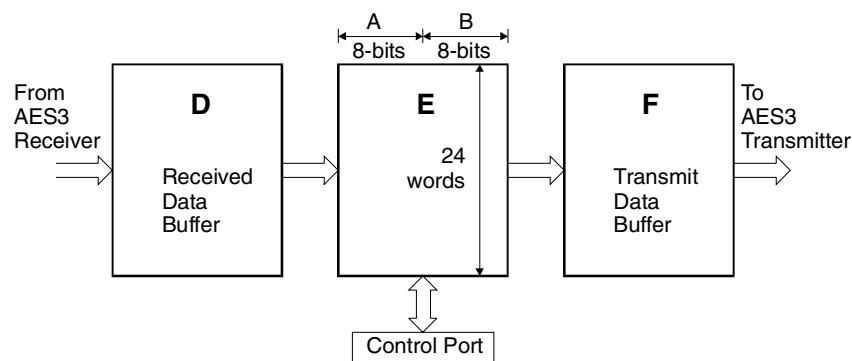 A B
8-bits 8-bits
From
AES3
Receiver
D
Received
Data
Buffer
E
24
words
F
Transmit
Data
Buffer
To
AES3
Transmitter
Control Port